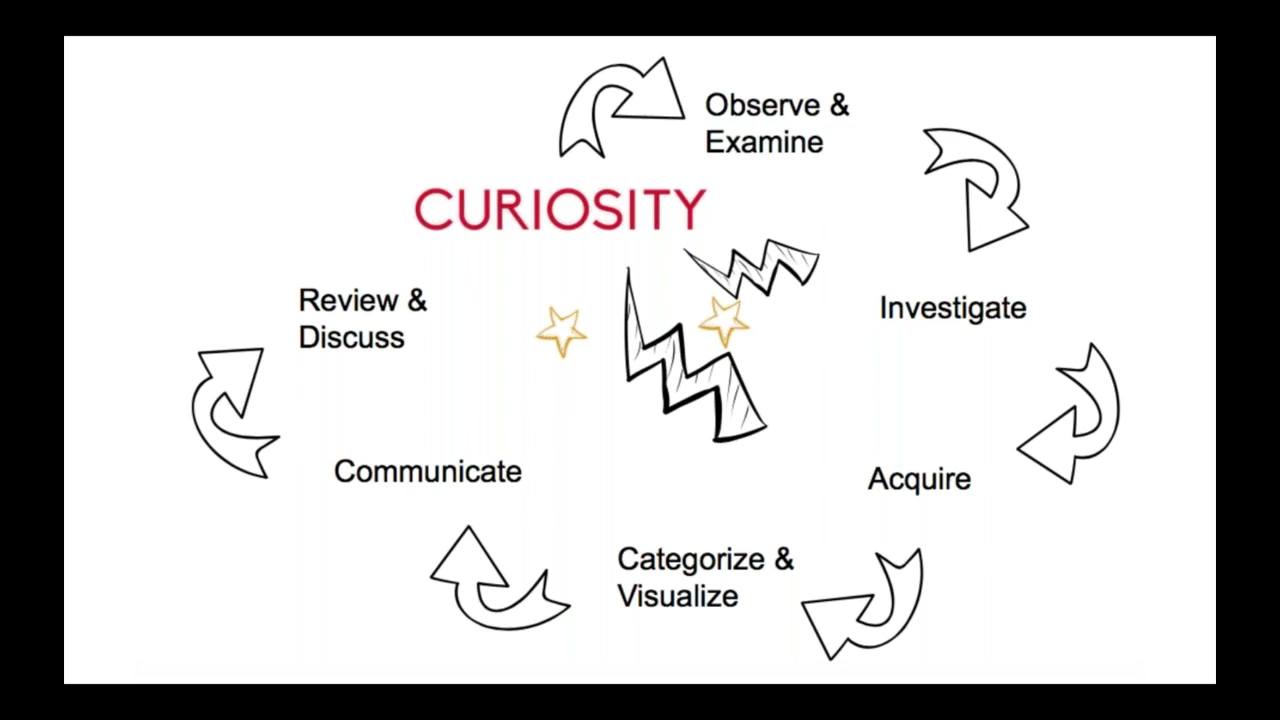 Observe &
Examine
CURIOSITY
Review &
Discuss
Investigate
Communicate
Acquire
Categorize &
Visualize